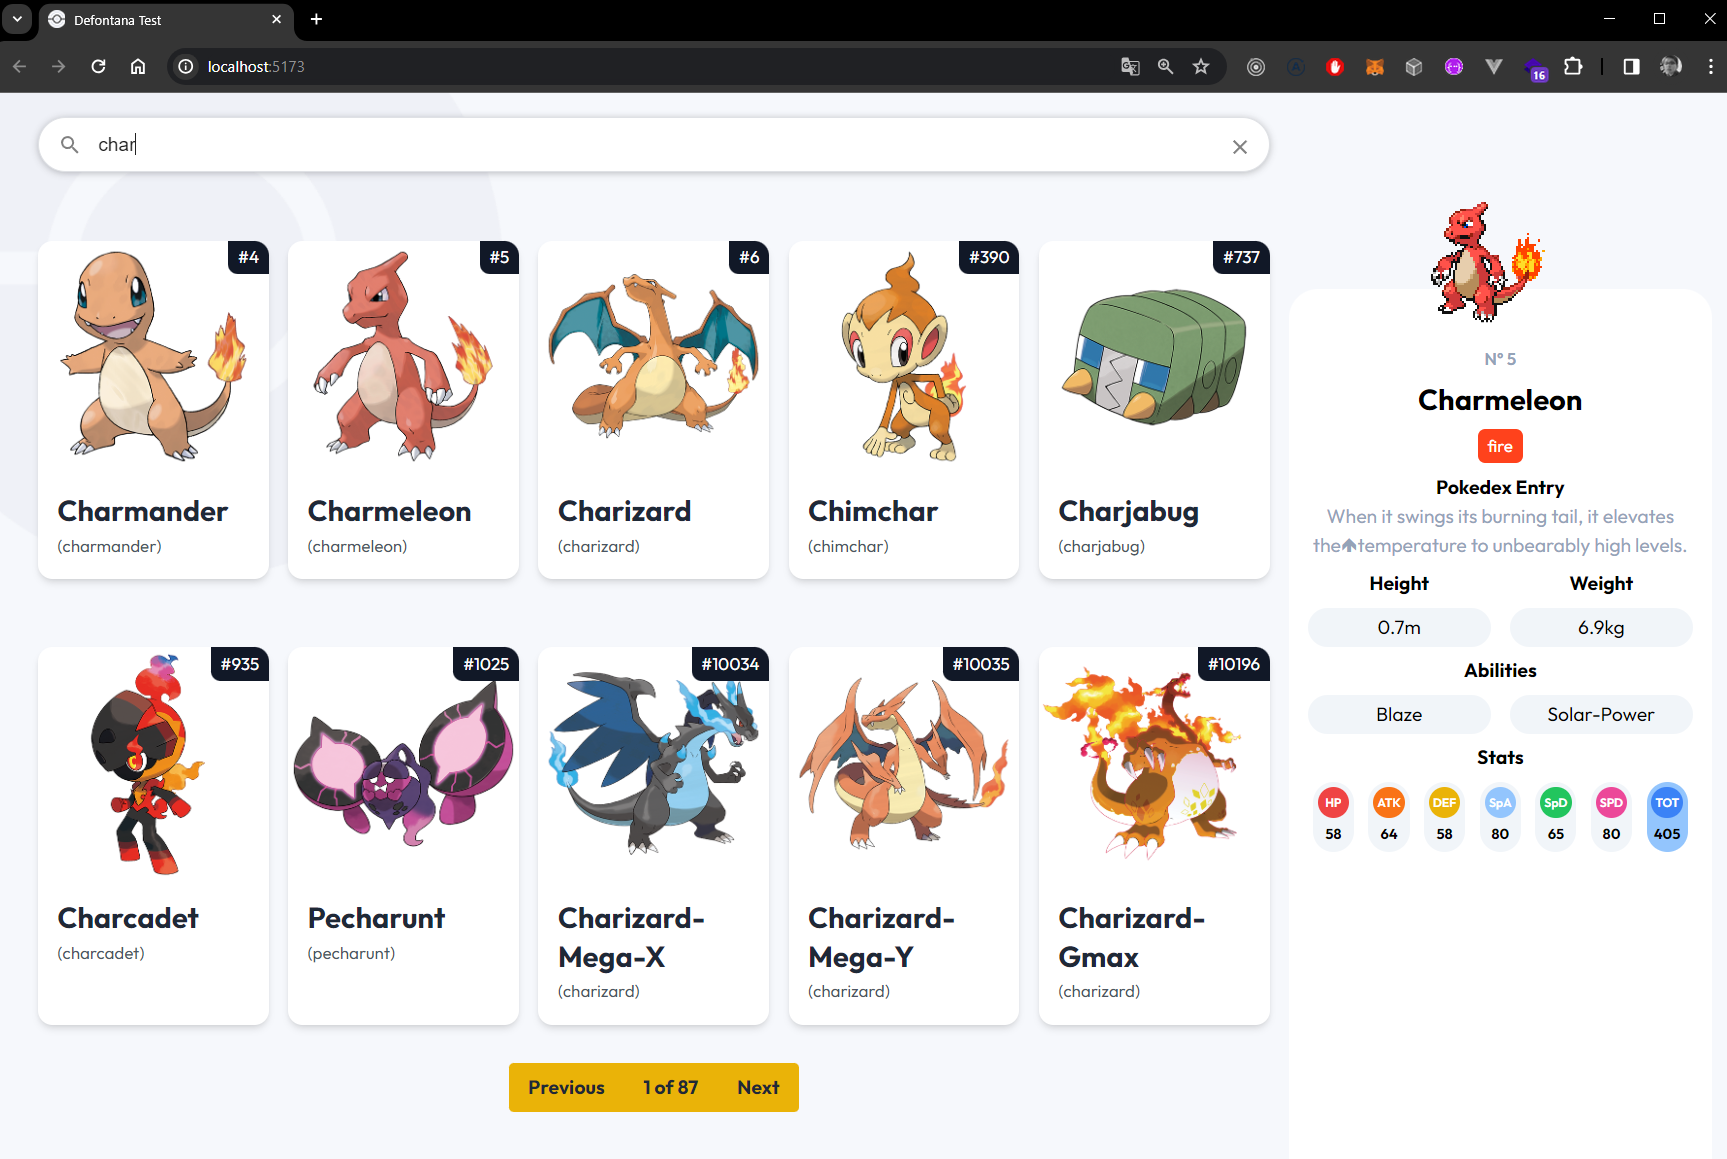 Defontana Test
localhost:5173
16
char
#4
Charmander
(charmander)
#5
Charmeleon
(charmeleon)
#6
Charizard
(charizard)
#390
Chimchar
(chimchar)
#737
Charjabug
(charjabug)
#935
Charcadet
(charcadet)
#1025
Pecharunt
(pecharunt)
#10034
Charizard-
Mega-X
(charizard)
#10035
Charizard-
Mega-Y
(charizard)
#10196
Charizard-
Gmax
(charizard)
Previous 1 of 87 Next
N° 5
Charmeleon
fire
Pokedex Entry
When it swings its burning tail, it elevates
the temperature to unbearably high levels.
Height Weight
0.7m 6.9kg
Abilities
Blaze Solar-Power
Stats
HP ATK DEF SpA SpD SPD TOT
58 64 58 80 65 80 405